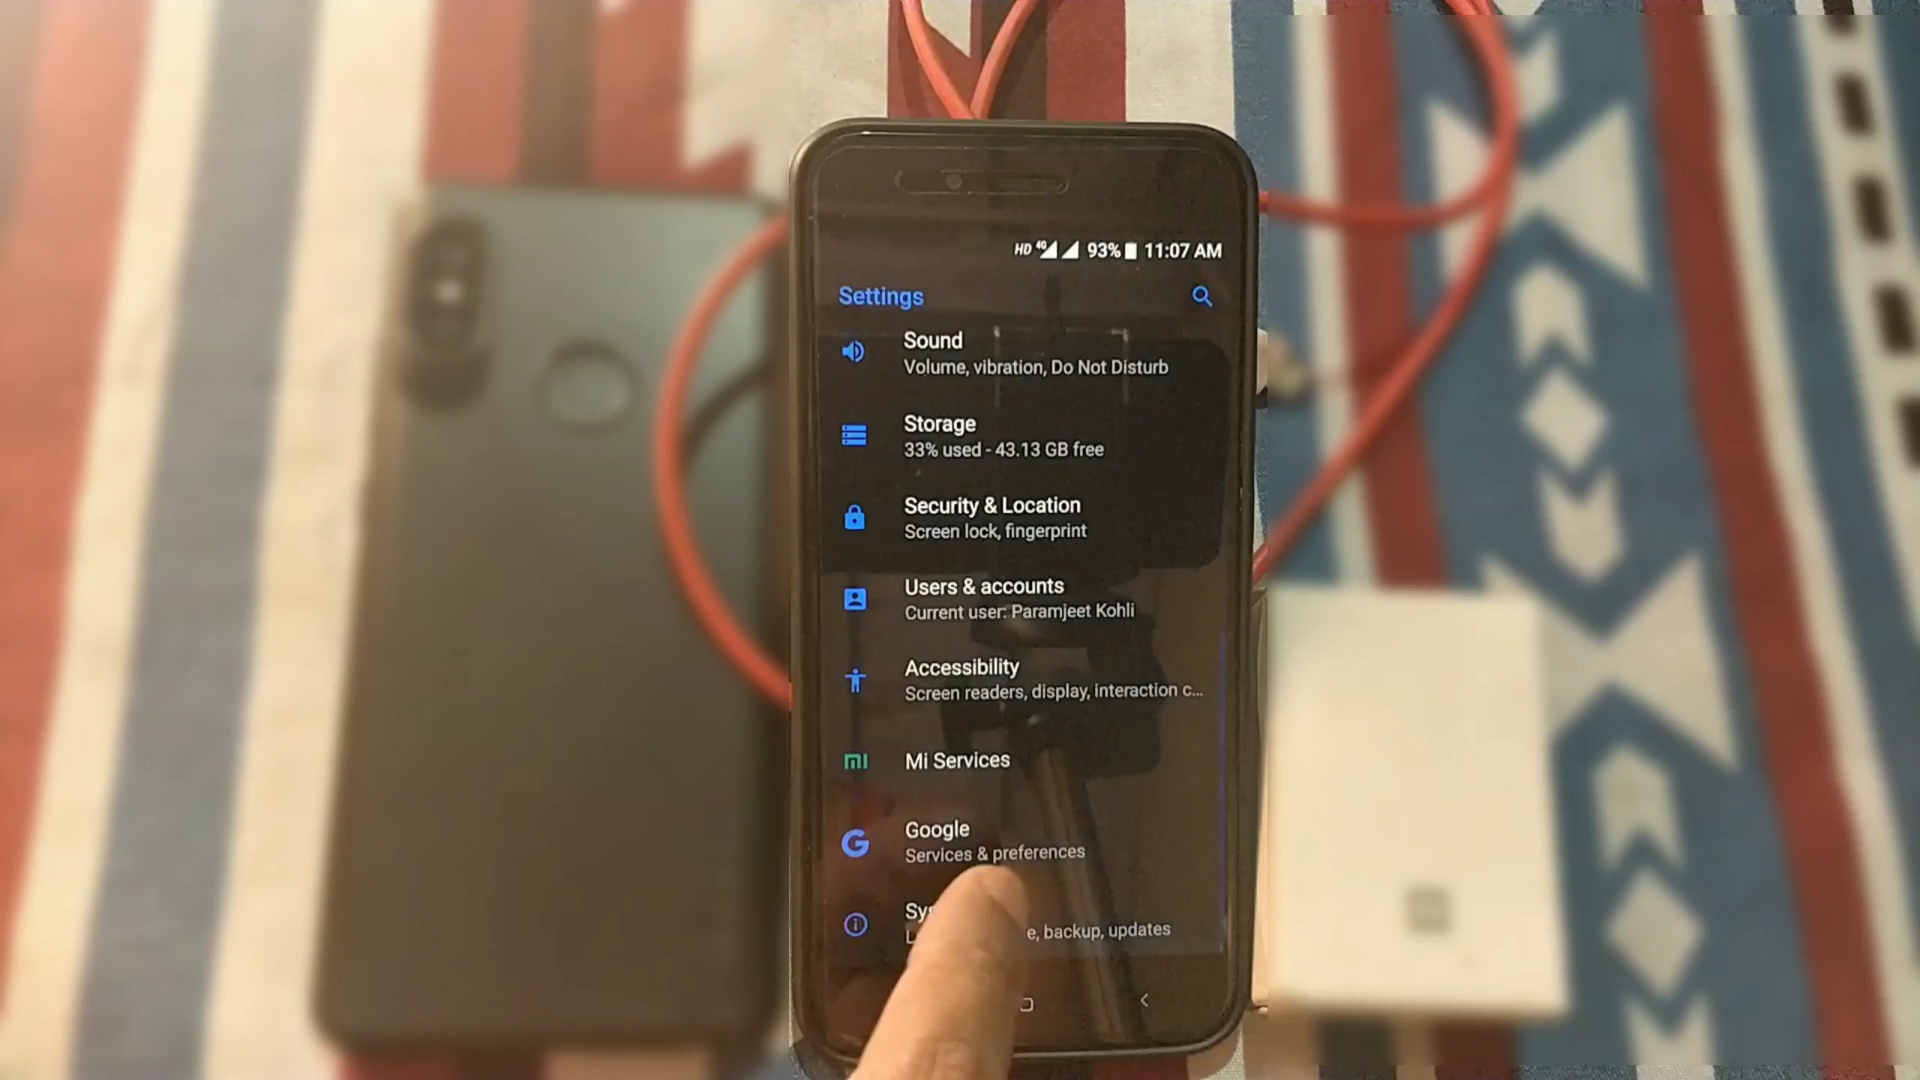 HD 4G 93% 11:07 AM
Settings
Sound
Volume, vibration, Do Not Disturb
Storage
33% used - 43.13 GB free
Security & Location
Screen lock, fingerprint
Users & accounts
Current user: Paramjeet Kohli
Accessibility
Screen readers, display, interaction c...
Mi Services
Google
Services & preferences
backup, updates